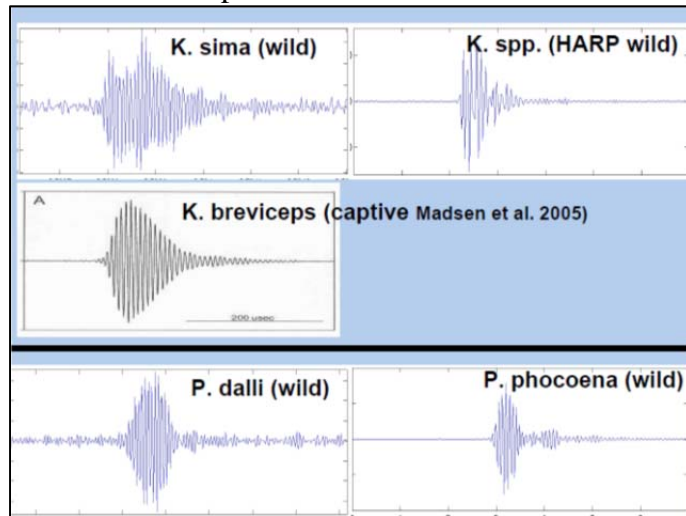 K. sima (wild)
K. spp. (HARP wild)
A
K. breviceps (captive Madsen et al. 2005)
200 usec
P. dalli (wild)
P. phocoena (wild)